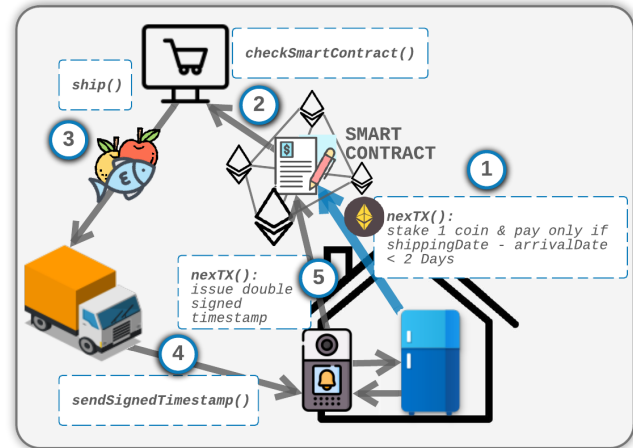 checkSmartContract()
ship()
2
3
SMART
CONTRACT
1
$
nexTX():
stake 1 coin & pay only if
shippingDate - arrivalDate
< 2 Days
nexTX():
issue double
signed
timestamp
5
4
sendSignedTimestamp()